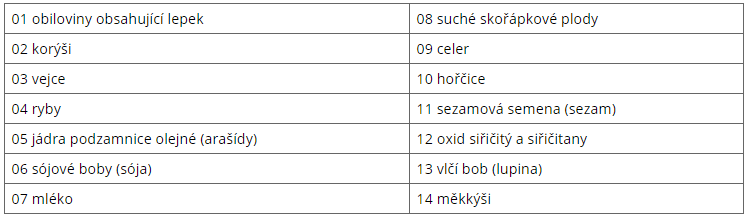 01 obiloviny obsahující lepek
08 suché skořápkové plody
02 korýši
09 celer
03 vejce
10 hořčice
04 ryby
11 sezamová semena (sezam)
05 jádra podzamnice olejné (arašídy)
12 oxid siřičitý a siřičitany
06 sójové boby (sója)
13 vlčí bob (lupina)
07 mléko
14 měkkýši